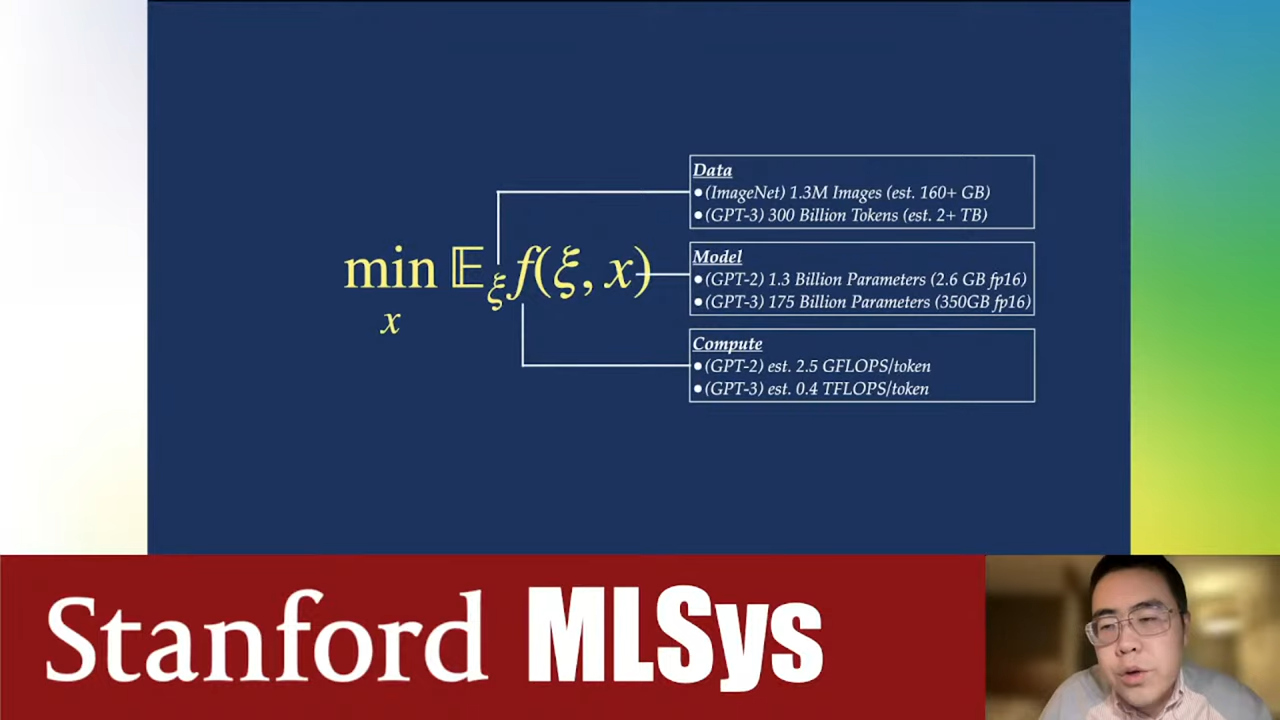 min 𝔼_ξ f(ξ, x)
x
Data
●(ImageNet) 1.3M Images (est. 160+ GB)
●(GPT-3) 300 Billion Tokens (est. 2+ TB)
Model
●(GPT-2) 1.3 Billion Parameters (2.6 GB fp16)
●(GPT-3) 175 Billion Parameters (350GB fp16)
Compute
●(GPT-2) est. 2.5 GFLOPS/token
●(GPT-3) est. 0.4 TFLOPS/token
Stanford MLSys